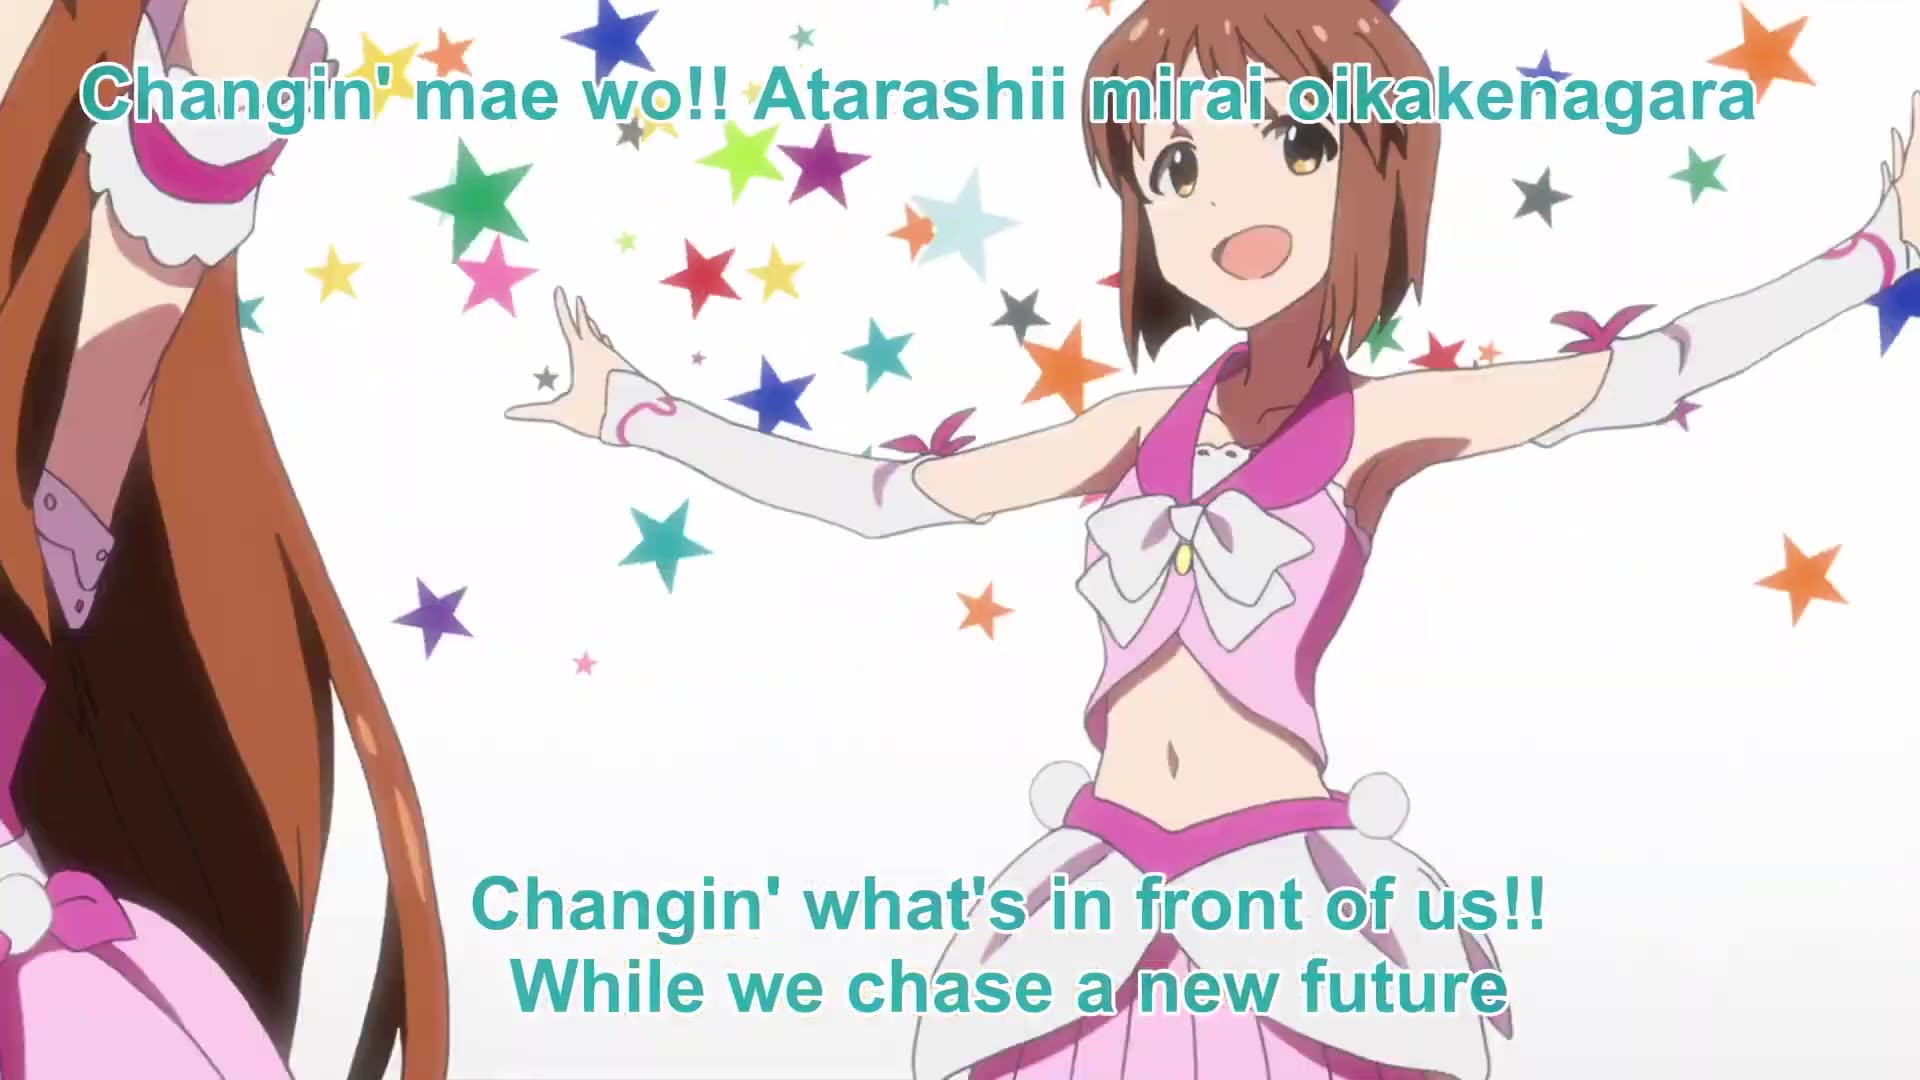 Changin' mae wo!! Atarashii mirai oikakenagara
Changin' what's in front of us!!
While we chase a new future